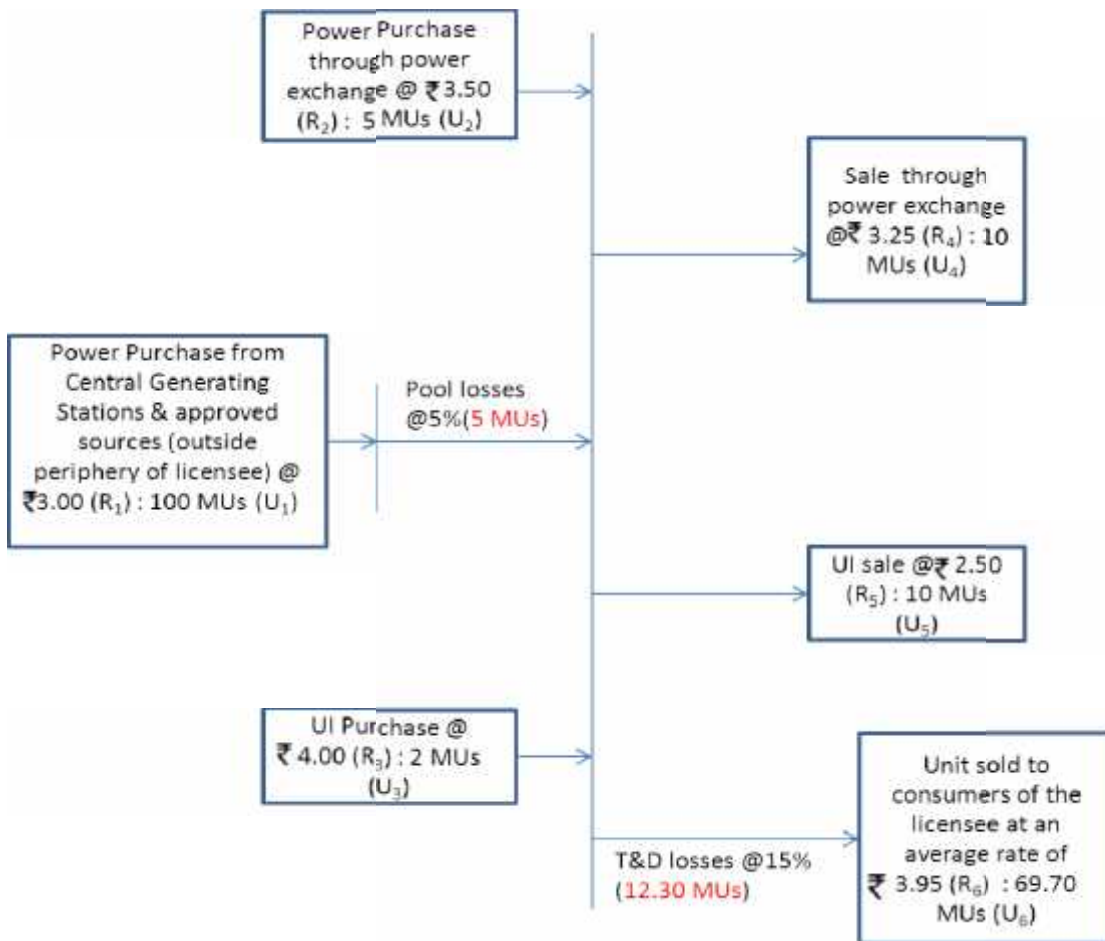 Power Purchase
through power
exchange @ ₹ 3.50
(R₂) : 5 MUs (U₂)
Sale through
power exchange
@₹ 3.25 (R₄) : 10
MUs (U₄)
Power Purchase from
Central Generating
Stations & approved
sources (outside
periphery of licensee) @
₹3.00 (R₁) : 100 MUs (U₁)
Pool losses
@5%(5 MUs)
UI sale @₹ 2.50
(R₅) : 10 MUs
(U₅)
UI Purchase @
₹ 4.00 (R₃) : 2 MUs
(U₃)
T&D losses @15%
(12.30 MUs)
Unit sold to
consumers of the
licensee at an
average rate of
₹ 3.95 (R₆) : 69.70
MUs (U₆)